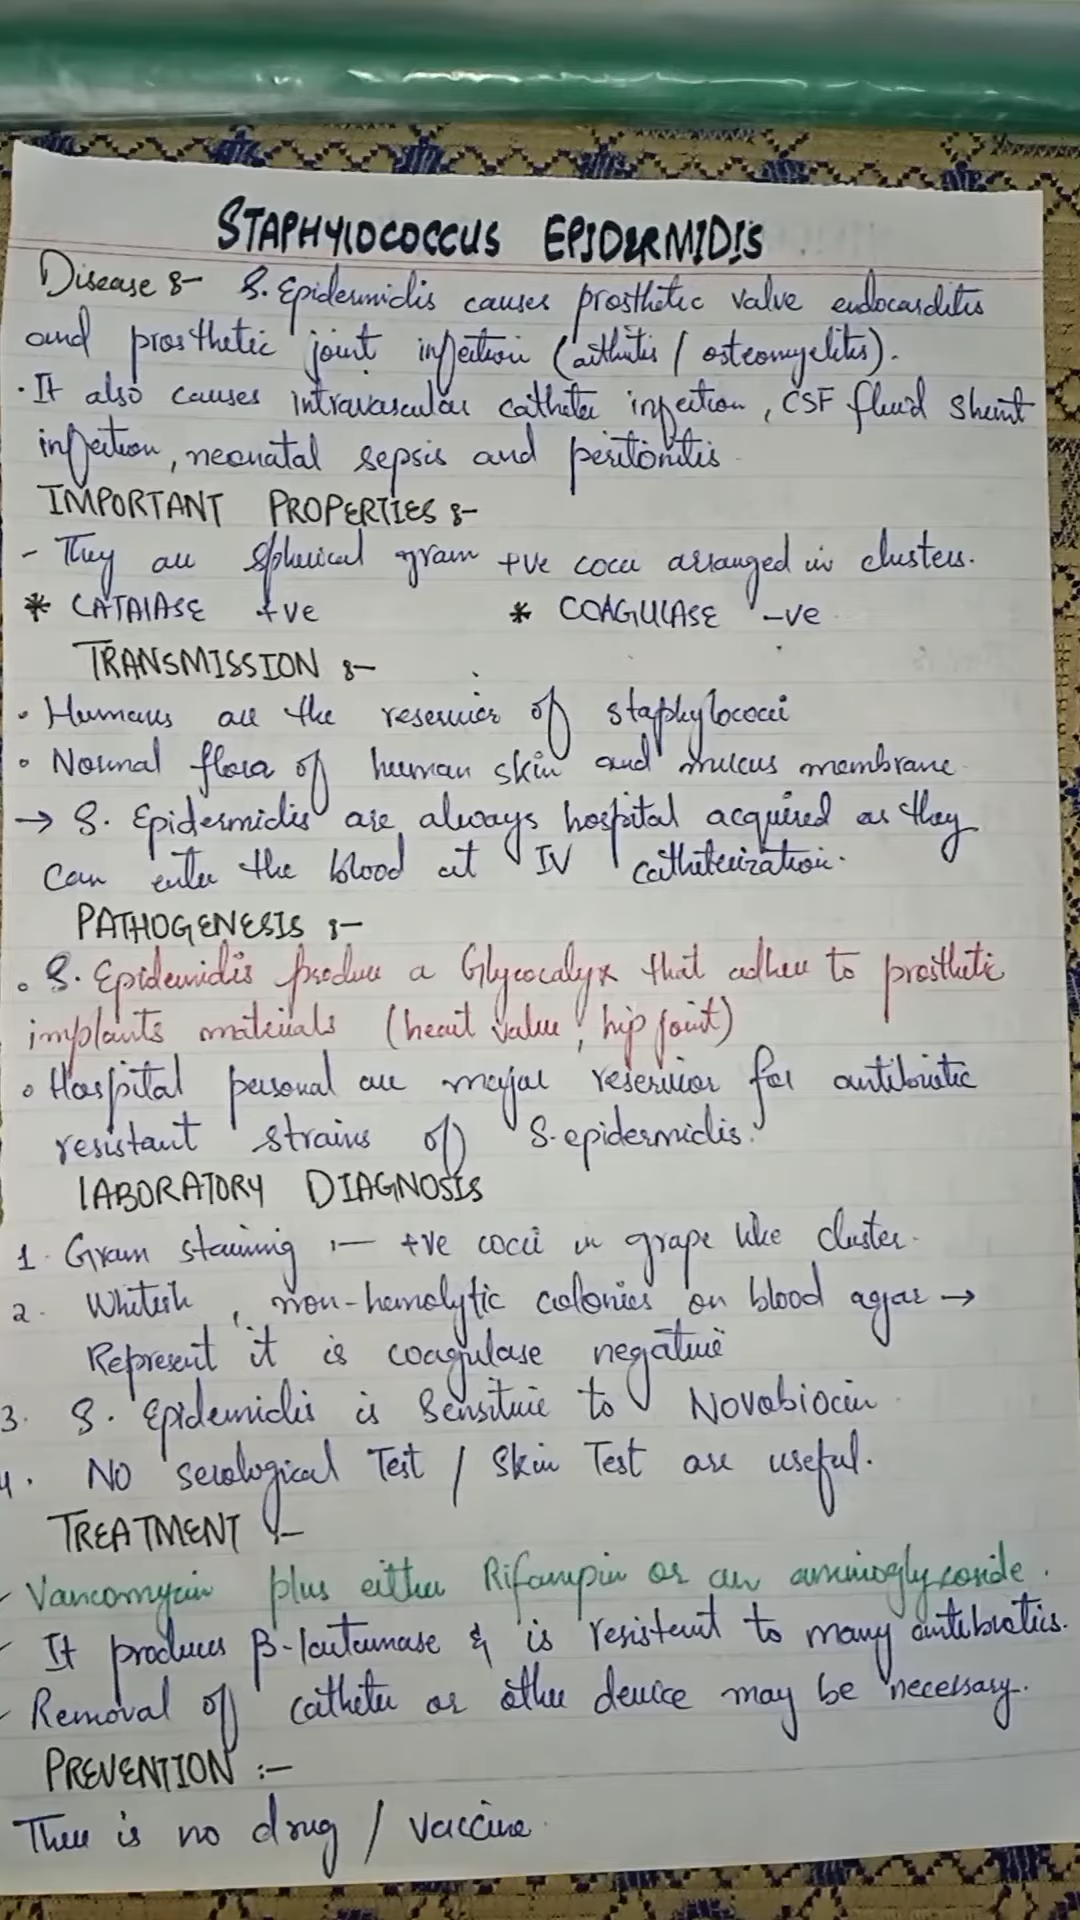 STAPHYLOCOCCUS EPIDERMIDIS
Disease :- S. Epidermidis causes prosthetic valve endocarditis
and prosthetic joint infection (arthitis / osteomyelitis).
· It also causes intravascular catheter infection, CSF fluid shunt
infection, neonatal sepsis and peritonitis
IMPORTANT PROPERTIES :-
- They are spherical gram +ve cocci arranged in clusters.
* CATALASE +ve * COAGULASE -ve
TRANSMISSION :-
· Humans are the reservior of staphylococci
· Normal flora of human skin and mucus membrane
→ S. Epidermidis are always hospital acquired as they
can enter the blood at IV catheterization.
PATHOGENESIS :-
· S. Epidermidis produce a Glycocalyx that adhere to prosthetic
implants materials (heart valve, hip joint)
· Hospital personal are major reservior for antibiotic
resistant strains of S. epidermidis.
LABORATORY DIAGNOSIS
1. Gram staining :- +ve cocci in grape like cluster.
2. Whitish, non-hemolytic colonies on blood agar →
Represent it is coagulase negative
3. S. Epidermidis is Sensitive to Novobiocin.
4. NO serological Test / Skin Test are useful.
TREATMENT :-
- Vancomycin plus either Rifampin or an aminoglycoside.
- It produces β-lactamase & is resistent to many antibiotics.
- Removal of catheter or other device may be necessary.
PREVENTION :-
There is no drug / vaccine.